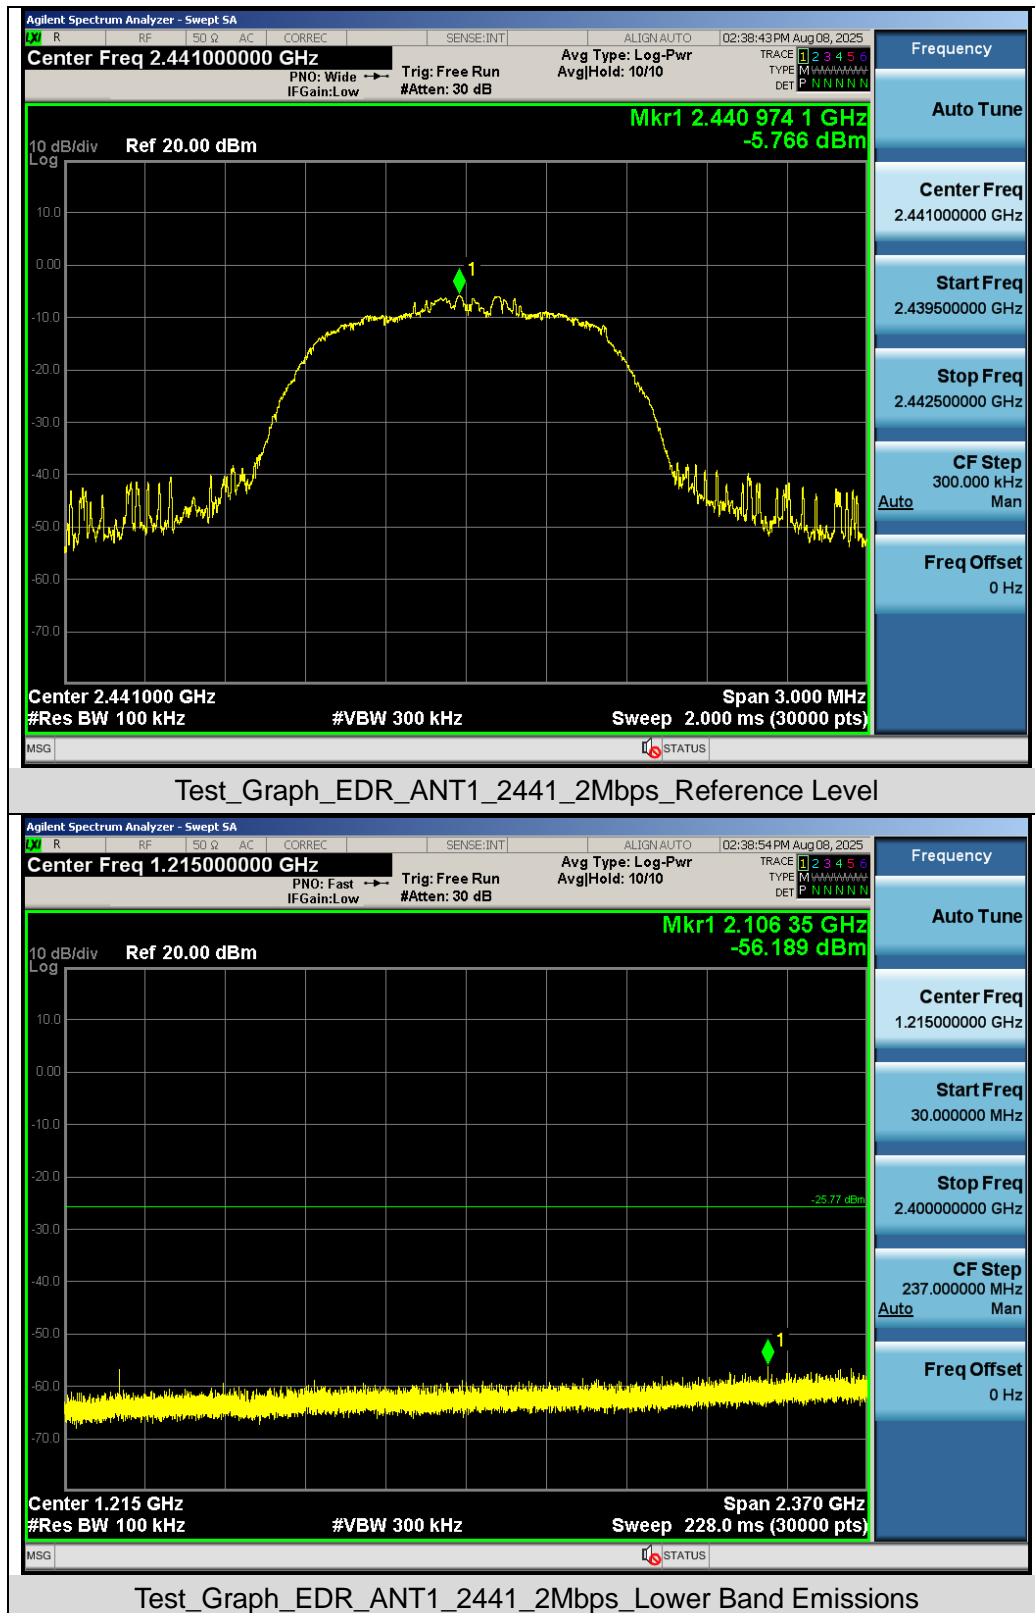 Agilent Spectrum Analyzer - Swept SA
LXI R RF 50 Ω AC CORREC SENSE:INT ALIGN AUTO 02:38:43 PM Aug 08, 2025
Center Freq 2.441000000 GHz
PNO: Wide
IFGain:Low
Trig: Free Run
#Atten: 30 dB
Avg Type: Log-Pwr
Avg|Hold: 10/10
TRACE 1 2 3 4 5 6
TYPE M
DET P N N N N N
Mkr1 2.440 974 1 GHz
-5.766 dBm
10 dB/div Ref 20.00 dBm
Log
10.0
0.00
1
-10.0
-20.0
-30.0
-40.0
-50.0
-60.0
-70.0
Center 2.441000 GHz Span 3.000 MHz
#Res BW 100 kHz #VBW 300 kHz Sweep 2.000 ms (30000 pts)
MSG STATUS
Frequency
Auto Tune
Center Freq
2.441000000 GHz
Start Freq
2.439500000 GHz
Stop Freq
2.442500000 GHz
CF Step
300.000 kHz
Auto Man
Freq Offset
0 Hz
Test_Graph_EDR_ANT1_2441_2Mbps_Reference Level
Agilent Spectrum Analyzer - Swept SA
LXI R RF 50 Ω AC CORREC SENSE:INT ALIGN AUTO 02:38:54 PM Aug 08, 2025
Center Freq 1.215000000 GHz
PNO: Fast
IFGain:Low
Trig: Free Run
#Atten: 30 dB
Avg Type: Log-Pwr
Avg|Hold: 10/10
TRACE 1 2 3 4 5 6
TYPE M
DET P N N N N N
Mkr1 2.106 35 GHz
-56.189 dBm
10 dB/div Ref 20.00 dBm
Log
10.0
0.00
-10.0
-20.0
-25.77 dBm
-30.0
-40.0
-50.0
1
-60.0
-70.0
Center 1.215 GHz Span 2.370 GHz
#Res BW 100 kHz #VBW 300 kHz Sweep 228.0 ms (30000 pts)
MSG STATUS
Frequency
Auto Tune
Center Freq
1.215000000 GHz
Start Freq
30.000000 MHz
Stop Freq
2.400000000 GHz
CF Step
237.000000 MHz
Auto Man
Freq Offset
0 Hz
Test_Graph_EDR_ANT1_2441_2Mbps_Lower Band Emissions